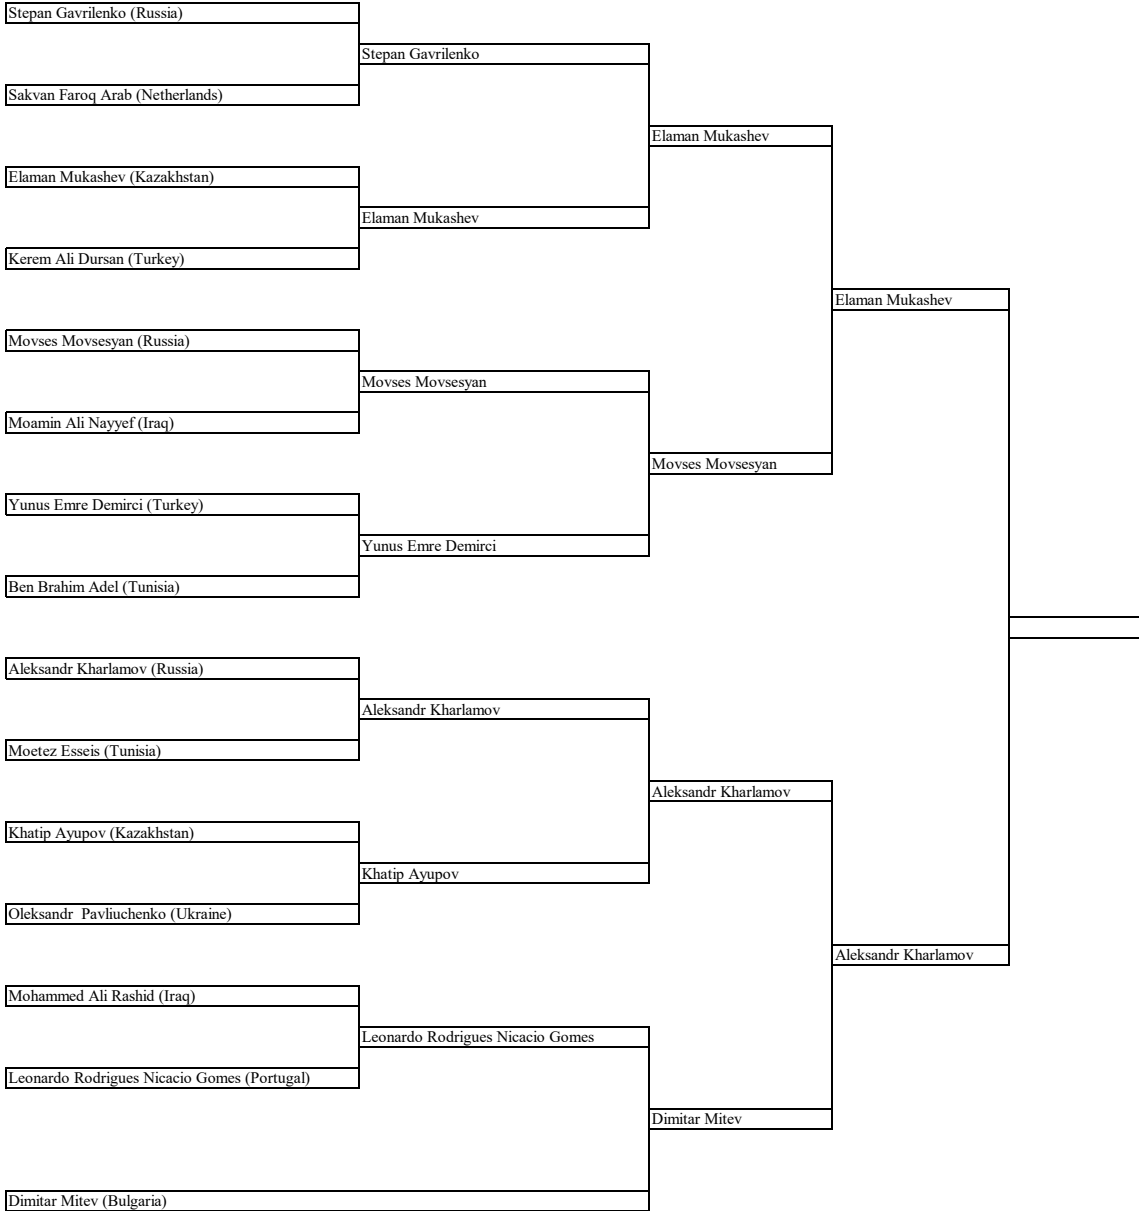 Stepan Gavrilenko (Russia)
Stepan Gavrilenko
Sakvan Faroq Arab (Netherlands)
Elaman Mukashev
Elaman Mukashev (Kazakhstan)
Elaman Mukashev
Kerem Ali Dursan (Turkey)
Elaman Mukashev
Movses Movsesyan (Russia)
Movses Movsesyan
Moamin Ali Nayyef (Iraq)
Movses Movsesyan
Yunus Emre Demirci (Turkey)
Yunus Emre Demirci
Ben Brahim Adel (Tunisia)
Aleksandr Kharlamov (Russia)
Aleksandr Kharlamov
Moetez Esseis (Tunisia)
Aleksandr Kharlamov
Khatip Ayupov (Kazakhstan)
Khatip Ayupov
Oleksandr  Pavliuchenko (Ukraine)
Aleksandr Kharlamov
Mohammed Ali Rashid (Iraq)
Leonardo Rodrigues Nicacio Gomes
Leonardo Rodrigues Nicacio Gomes (Portugal)
Dimitar Mitev
Dimitar Mitev (Bulgaria)